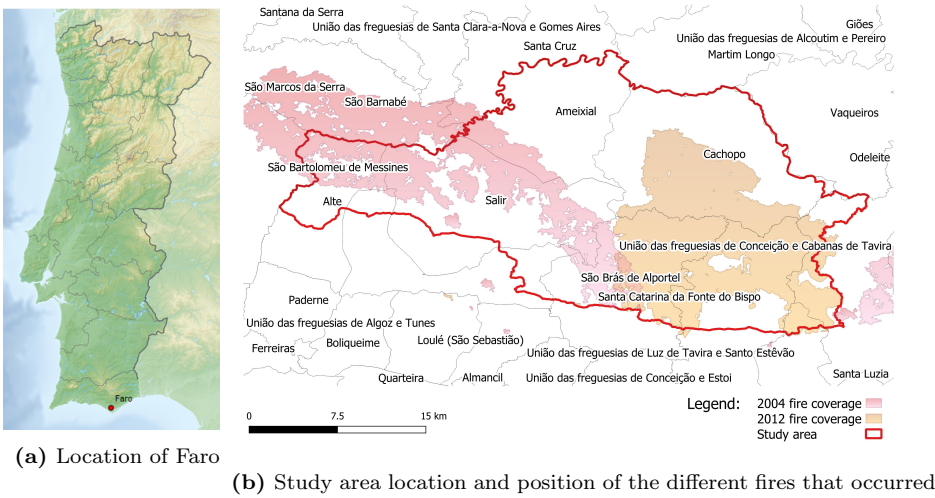 Faro
(a) Location of Faro
Santana da Serra
União das freguesias de Santa Clara-a-Nova e Gomes Aires
Giões
União das freguesias de Alcoutim e Pereiro
Santa Cruz
Martim Longo
São Marcos da Serra
São Barnabé
Ameixial
Vaqueiros
Cachopo
Odeleite
São Bartolomeu de Messines
Alte
Salir
União das freguesias de Conceição e Cabanas de Tavira
São Brás de Alportel
Santa Catarina da Fonte do Bispo
Paderne
União das freguesias de Algoz e Tunes
Ferreiras
Boliqueime
Loulé (São Sebastião)
União das freguesias de Luz de Tavira e Santo Estêvão
Quarteira
Almancil
União das freguesias de Conceição e Estoi
Santa Luzia
0 7.5 15 km
Legend:
2004 fire coverage
2012 fire coverage
Study area
(b) Study area location and position of the different fires that occurred